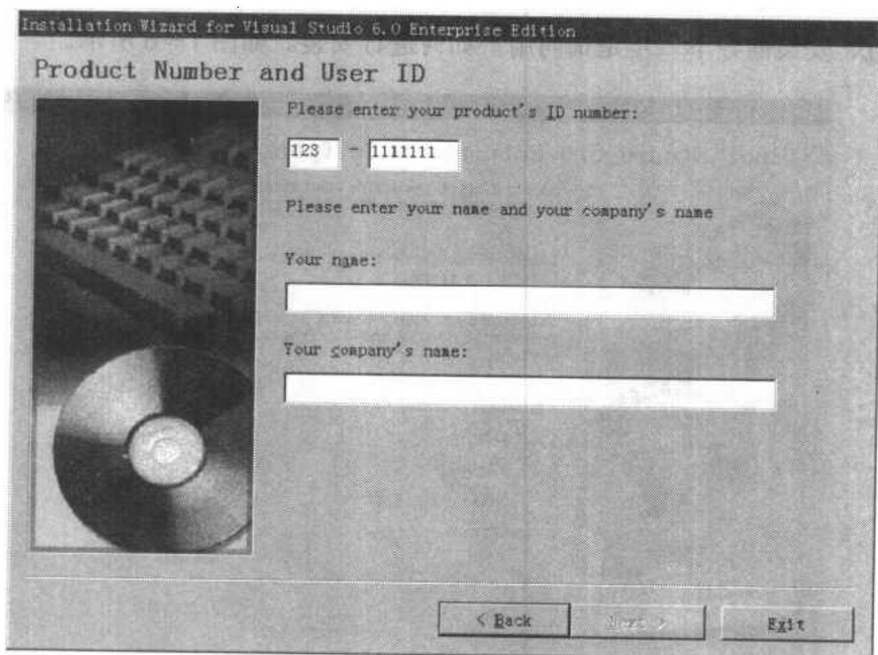 Installation Wizard for Visual Studio 6.0 Enterprise Edition
Product Number and User ID
Please enter your product's ID number:
123 - 1111111
Please enter your name and your company's name
Your name:
Your company's name:
< Back Next > Exit